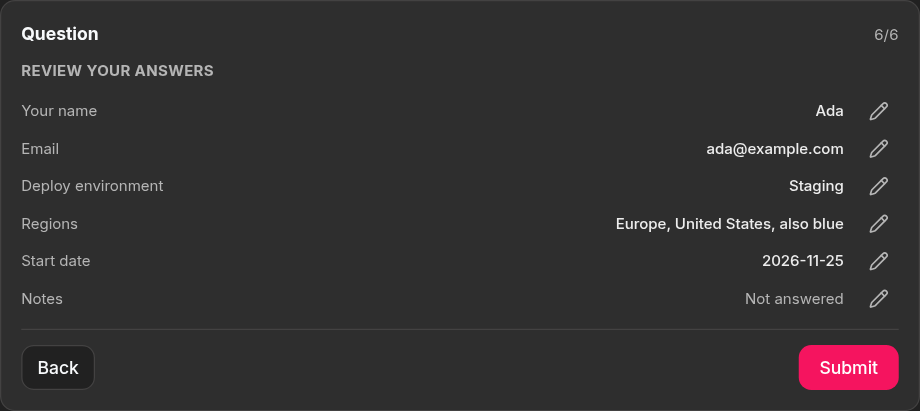 Question 6/6
REVIEW YOUR ANSWERS
Your name Ada
Email ada@example.com
Deploy environment Staging
Regions Europe, United States, also blue
Start date 2026-11-25
Notes Not answered
Back Submit